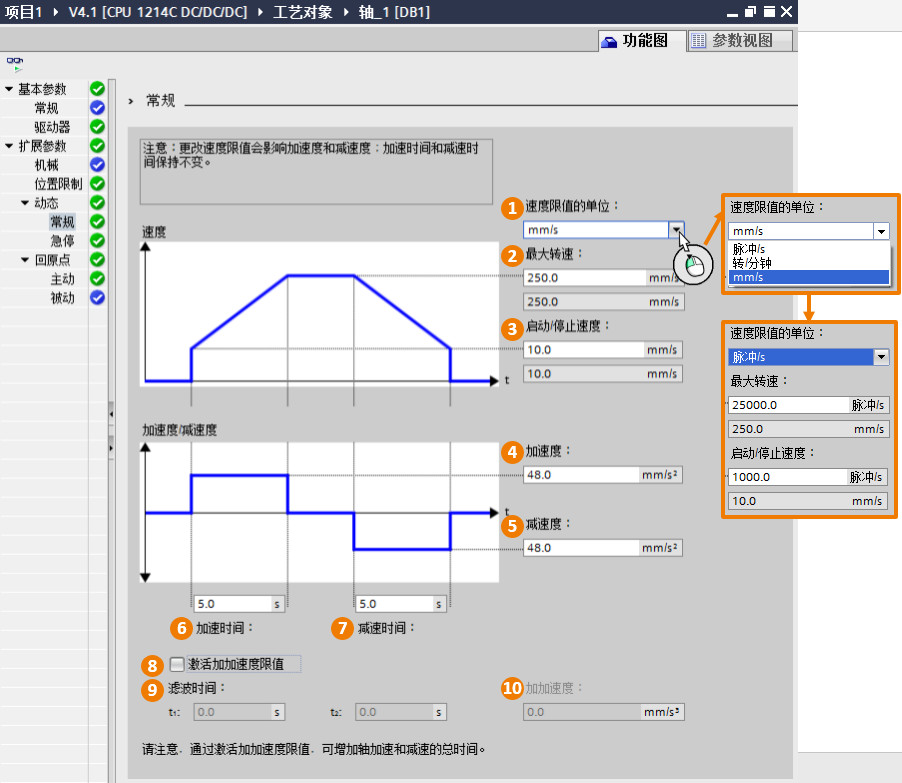 项目1 ▸ V4.1 [CPU 1214C DC/DC/DC] ▸ 工艺对象 ▸ 轴_1 [DB1]
功能图
参数视图
基本参数
常规
驱动器
扩展参数
机械
位置限制
动态
常规
急停
回原点
主动
被动
常规
注意：更改速度限值会影响加速度和减速度；加速时间和减速时
间保持不变。
速度
t
1 速度限值的单位：
mm/s
2 最大转速：
250.0 mm/s
250.0 mm/s
3 启动/停止速度：
10.0 mm/s
10.0 mm/s
加速度/减速度
t
4 加速度：
48.0 mm/s²
5 减速度：
48.0 mm/s²
5.0 s
5.0 s
6 加速时间：
7 减速时间：
8 激活加加速度限值
9 滤波时间：
t₁: 0.0 s
t₂: 0.0 s
10 加加速度：
0.0 mm/s³
请注意，通过激活加加速度限值，可增加轴加速和减速的总时间。
速度限值的单位：
mm/s
脉冲/s
转/分钟
mm/s
速度限值的单位：
脉冲/s
最大转速：
25000.0 脉冲/s
250.0 mm/s
启动/停止速度：
1000.0 脉冲/s
10.0 mm/s